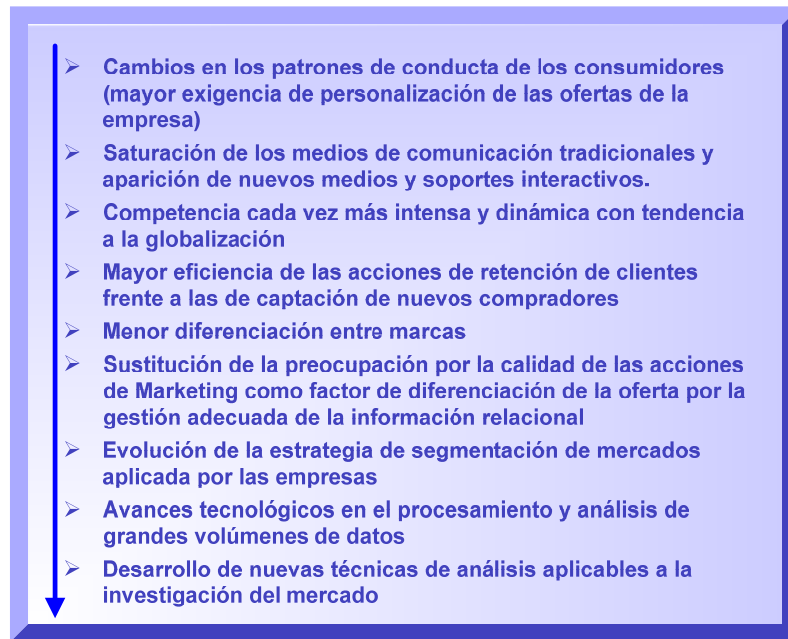 ➢ Cambios en los patrones de conducta de los consumidores
(mayor exigencia de personalización de las ofertas de la
empresa)
➢ Saturación de los medios de comunicación tradicionales y
aparición de nuevos medios y soportes interactivos.
➢ Competencia cada vez más intensa y dinámica con tendencia
a la globalización
➢ Mayor eficiencia de las acciones de retención de clientes
frente a las de captación de nuevos compradores
➢ Menor diferenciación entre marcas
➢ Sustitución de la preocupación por la calidad de las acciones
de Marketing como factor de diferenciación de la oferta por la
gestión adecuada de la información relacional
➢ Evolución de la estrategia de segmentación de mercados
aplicada por las empresas
➢ Avances tecnológicos en el procesamiento y análisis de
grandes volúmenes de datos
➢ Desarrollo de nuevas técnicas de análisis aplicables a la
investigación del mercado